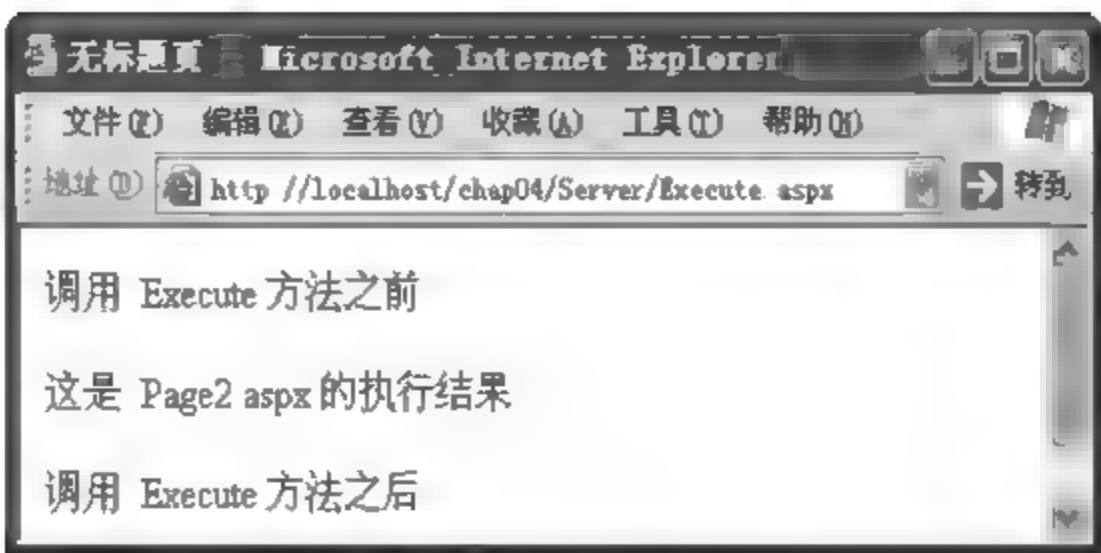 无标题页 Microsoft Internet Explorer
文件(F) 编辑(E) 查看(V) 收藏(A) 工具(T) 帮助(H)
地址(D) http //localhost/chap04/Server/Execute aspx 转到
调用 Execute 方法之前
这是 Page2 aspx 的执行结果
调用 Execute 方法之后